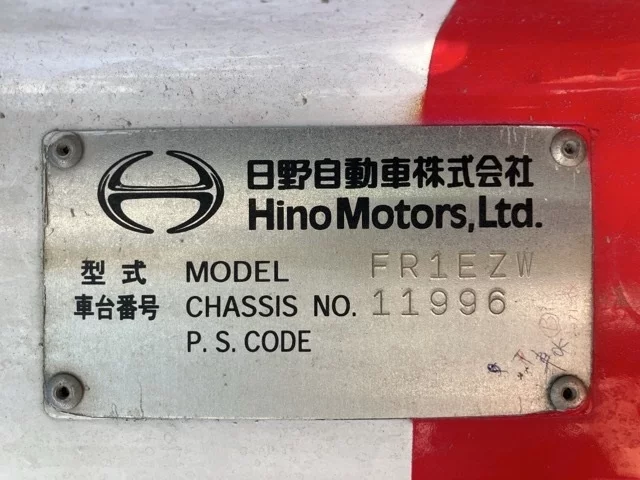 日野自動車株式会社
Hino Motors, Ltd.
型式 MODEL FR1EZW
車台番号 CHASSIS NO. 11996
P. S. CODE
OK